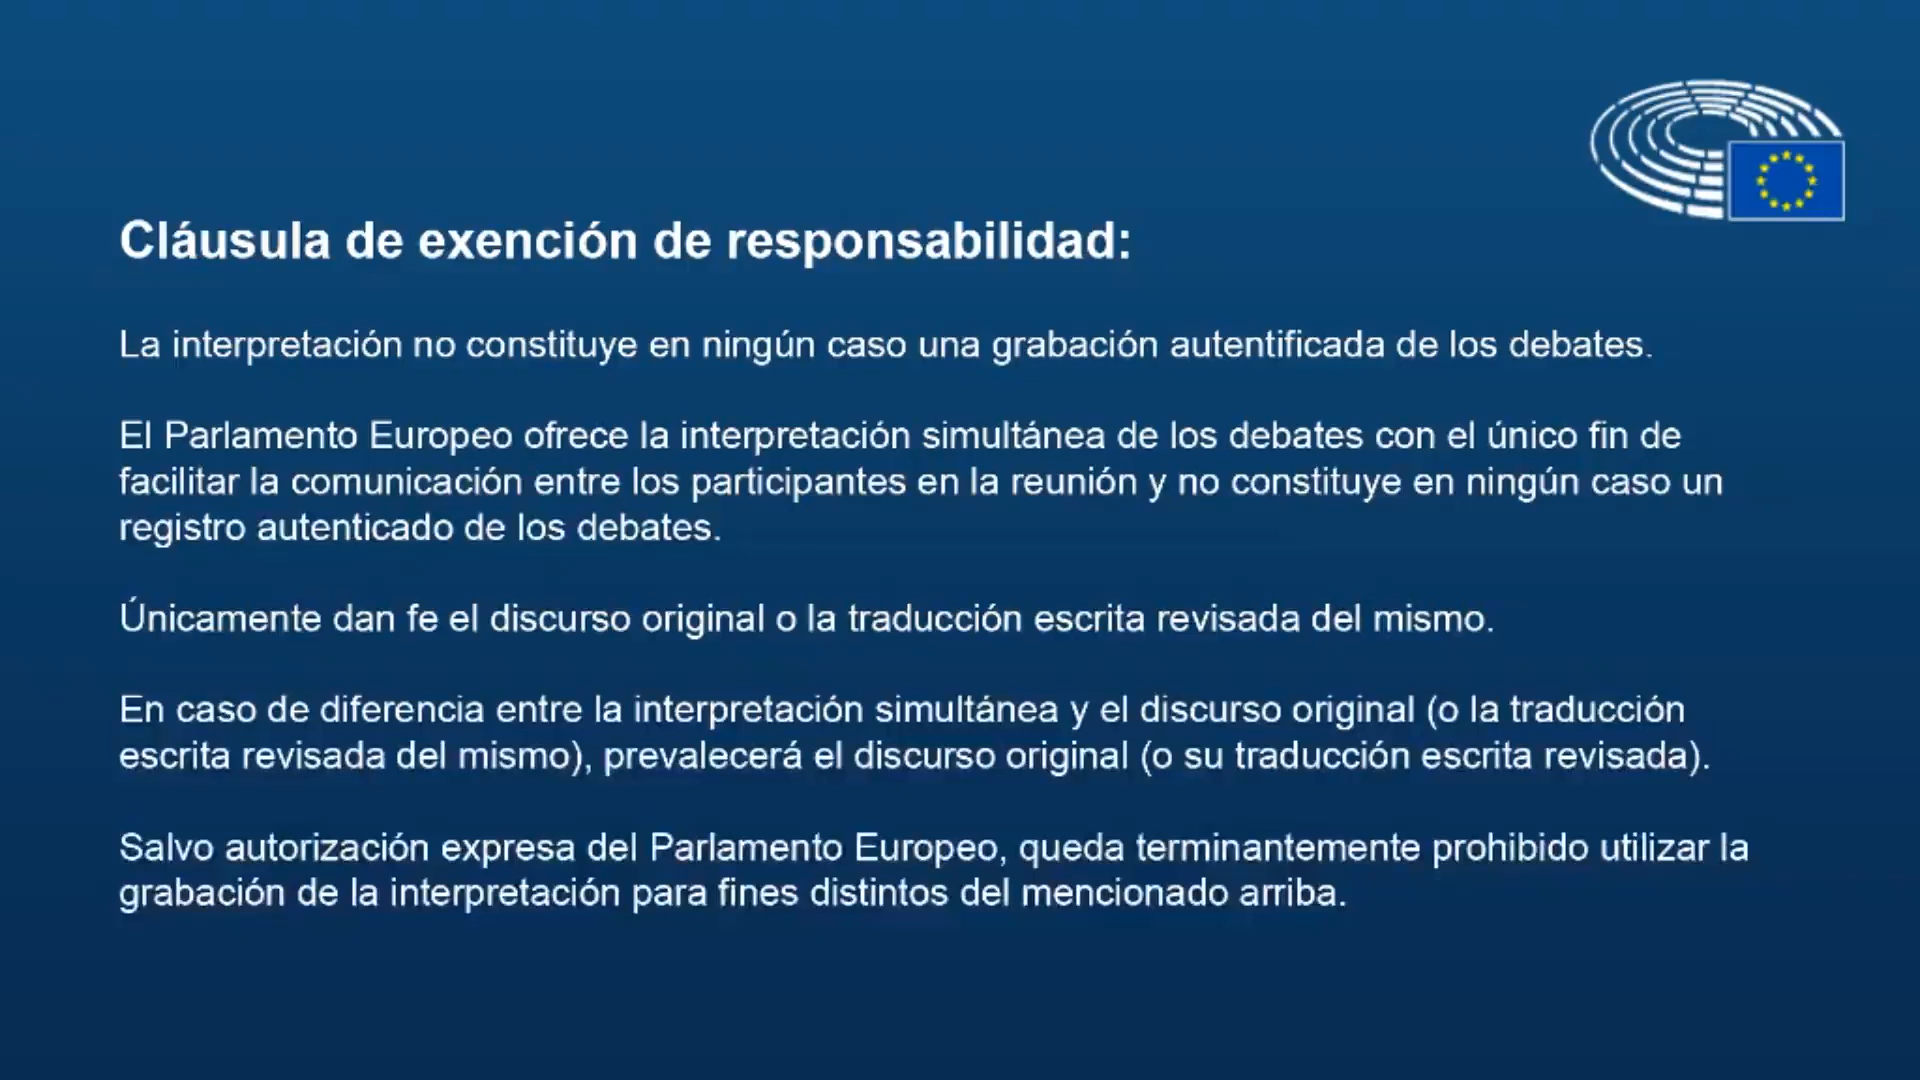 Cláusula de exención de responsabilidad:
La interpretación no constituye en ningún caso una grabación autentificada de los debates.
El Parlamento Europeo ofrece la interpretación simultánea de los debates con el único fin de
facilitar la comunicación entre los participantes en la reunión y no constituye en ningún caso un
registro autenticado de los debates.
Únicamente dan fe el discurso original o la traducción escrita revisada del mismo.
En caso de diferencia entre la interpretación simultánea y el discurso original (o la traducción
escrita revisada del mismo), prevalecerá el discurso original (o su traducción escrita revisada).
Salvo autorización expresa del Parlamento Europeo, queda terminantemente prohibido utilizar la
grabación de la interpretación para fines distintos del mencionado arriba.